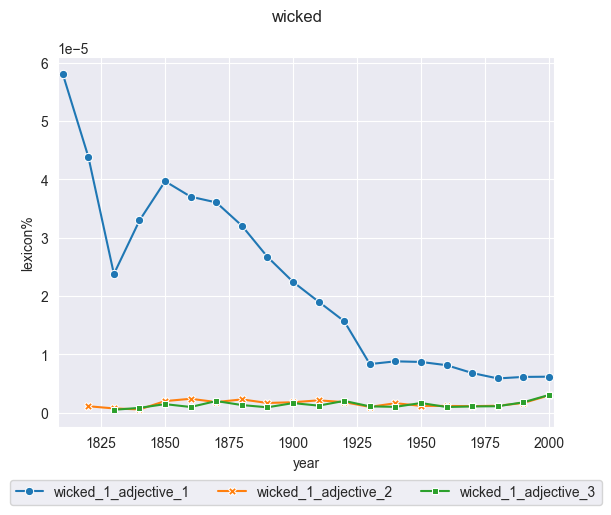 wicked
1e−5
6
5
4
3
2
1
0
lexicon%
1825 1850 1875 1900 1925 1950 1975 2000
year
wicked_1_adjective_1 wicked_1_adjective_2 wicked_1_adjective_3